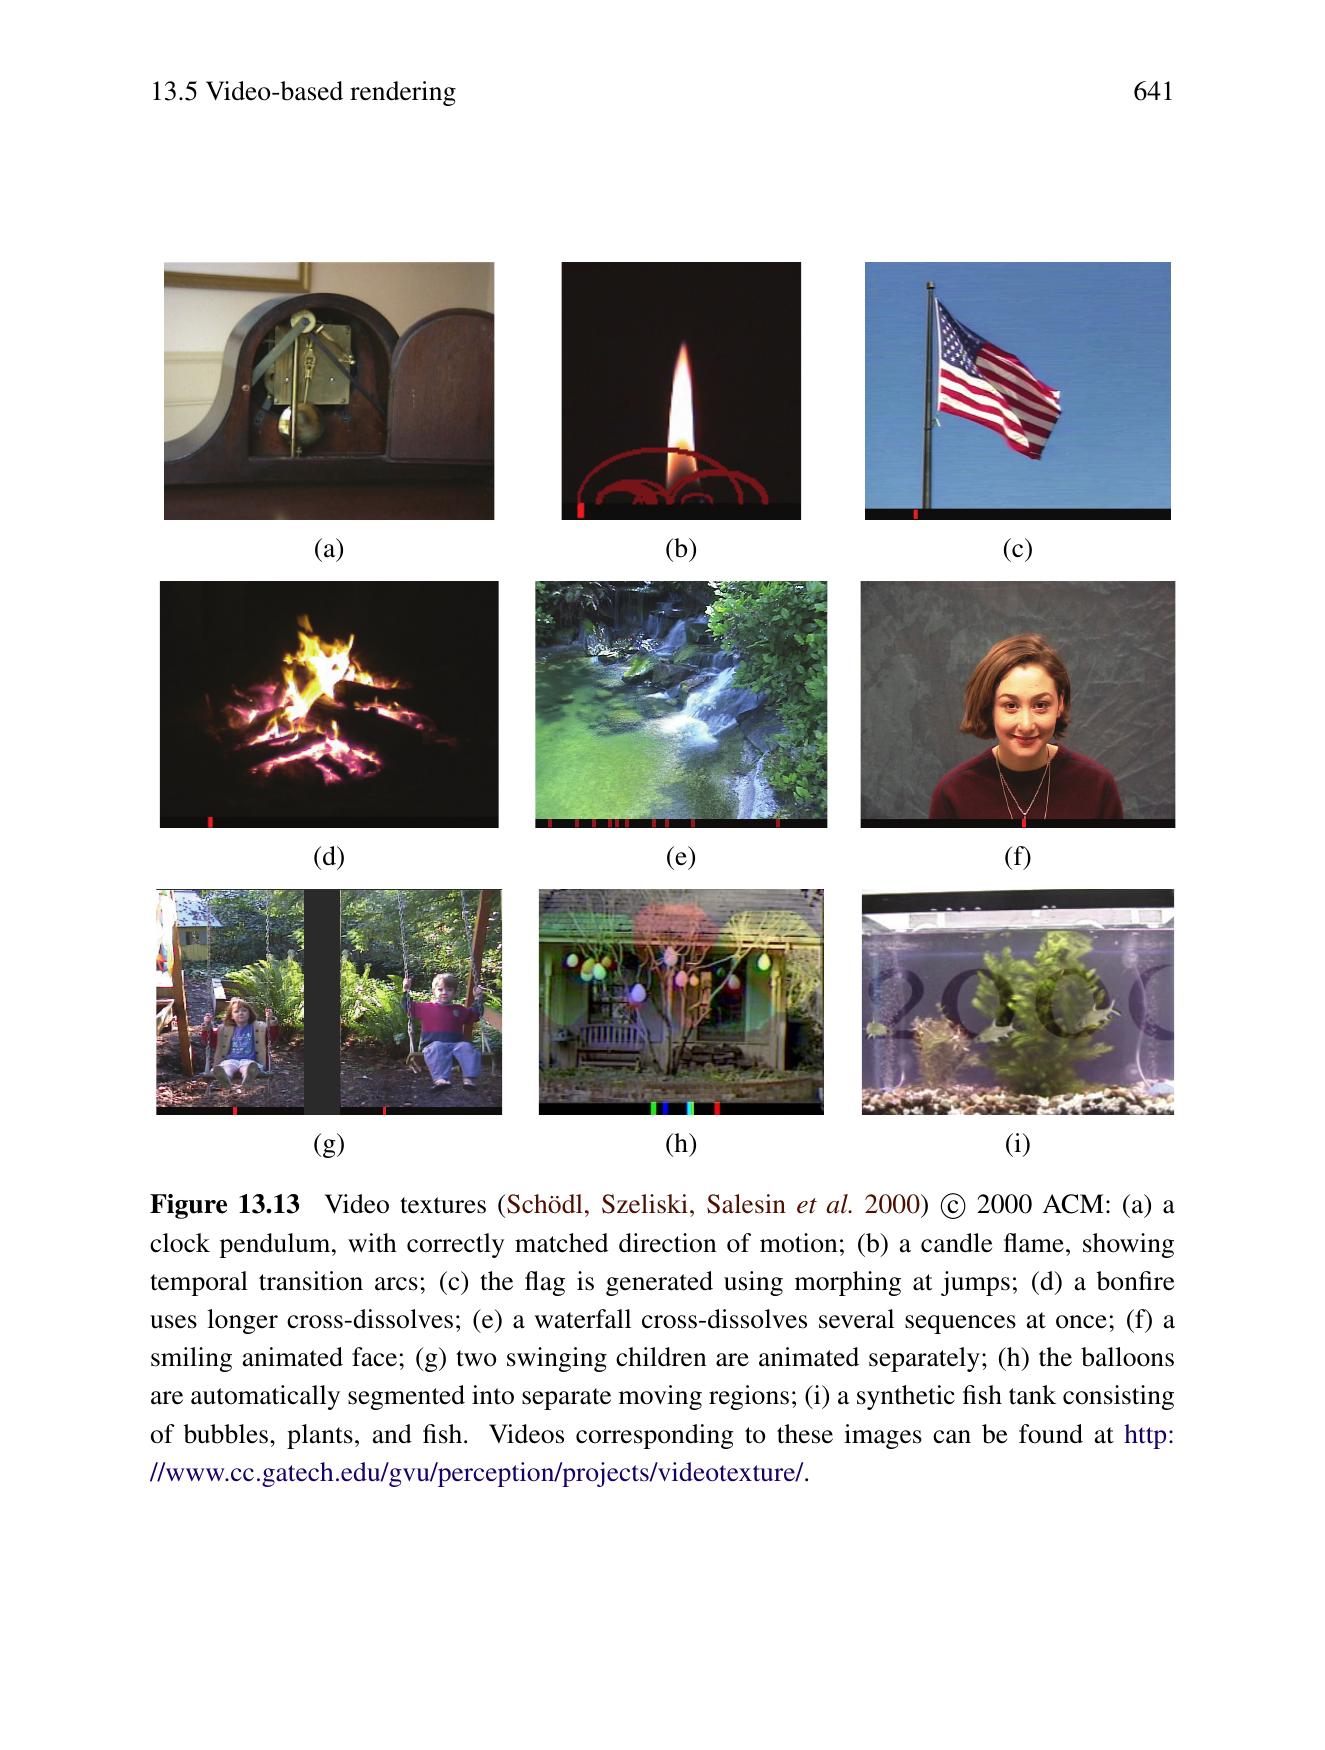 13.5 Video-based rendering 641
(a) (b) (c)
(d) (e) (f)
2000
(g) (h) (i)
Figure 13.13 Video textures (Schödl, Szeliski, Salesin et al. 2000) © 2000 ACM: (a) a
clock pendulum, with correctly matched direction of motion; (b) a candle flame, showing
temporal transition arcs; (c) the flag is generated using morphing at jumps; (d) a bonfire
uses longer cross-dissolves; (e) a waterfall cross-dissolves several sequences at once; (f) a
smiling animated face; (g) two swinging children are animated separately; (h) the balloons
are automatically segmented into separate moving regions; (i) a synthetic fish tank consisting
of bubbles, plants, and fish. Videos corresponding to these images can be found at http:
//www.cc.gatech.edu/gvu/perception/projects/videotexture/.